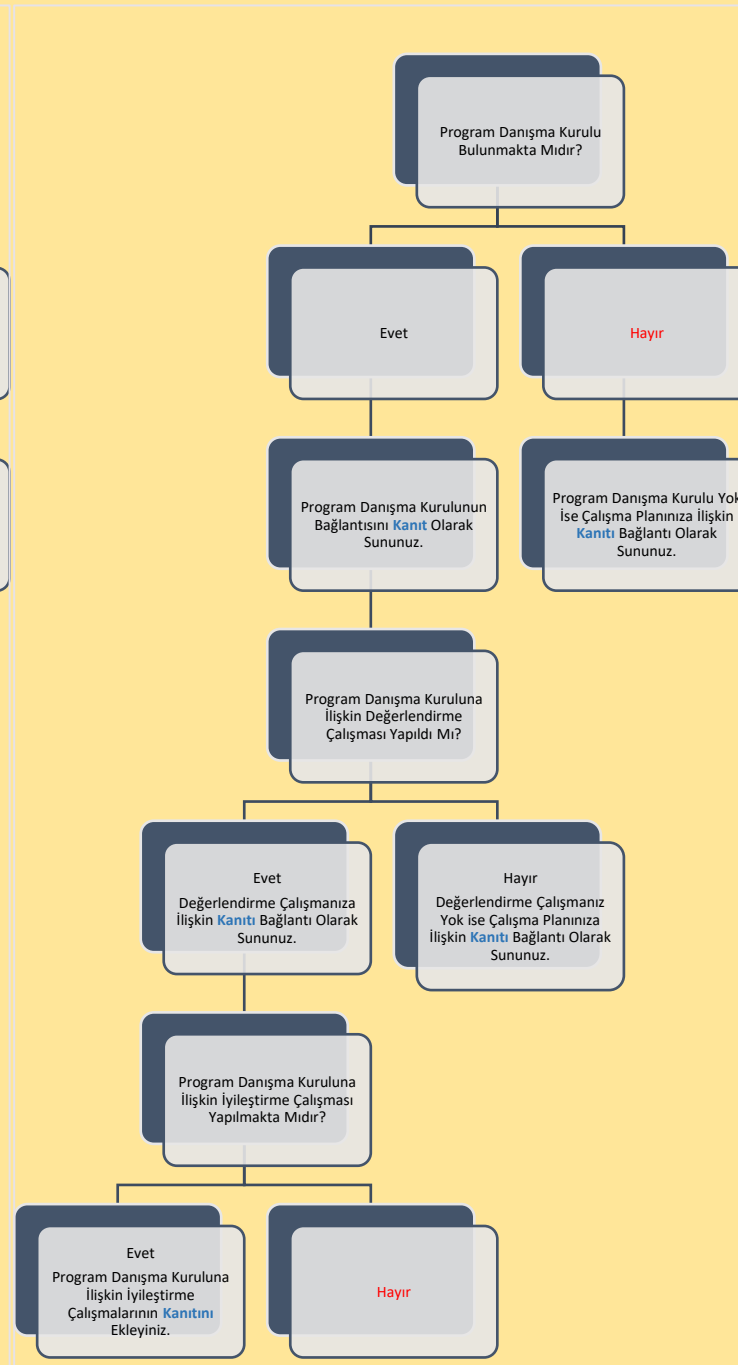 Program Danışma Kurulu
Bulunmakta Mıdır?
Evet
Hayır
Program Danışma Kurulunun
Bağlantısını Kanıt Olarak
Sununuz.
Program Danışma Kurulu Yok
İse Çalışma Planınıza İlişkin
Kanıtı Bağlantı Olarak
Sununuz.
Program Danışma Kuruluna
İlişkin Değerlendirme
Çalışması Yapıldı Mı?
Evet
Değerlendirme Çalışmanıza
İlişkin Kanıtı Bağlantı Olarak
Sununuz.
Hayır
Değerlendirme Çalışmanız
Yok ise Çalışma Planınıza
İlişkin Kanıtı Bağlantı Olarak
Sununuz.
Program Danışma Kuruluna
İlişkin İyileştirme Çalışması
Yapılmakta Mıdır?
Evet
Program Danışma Kuruluna
İlişkin İyileştirme
Çalışmalarının Kanıtını
Ekleyiniz.
Hayır